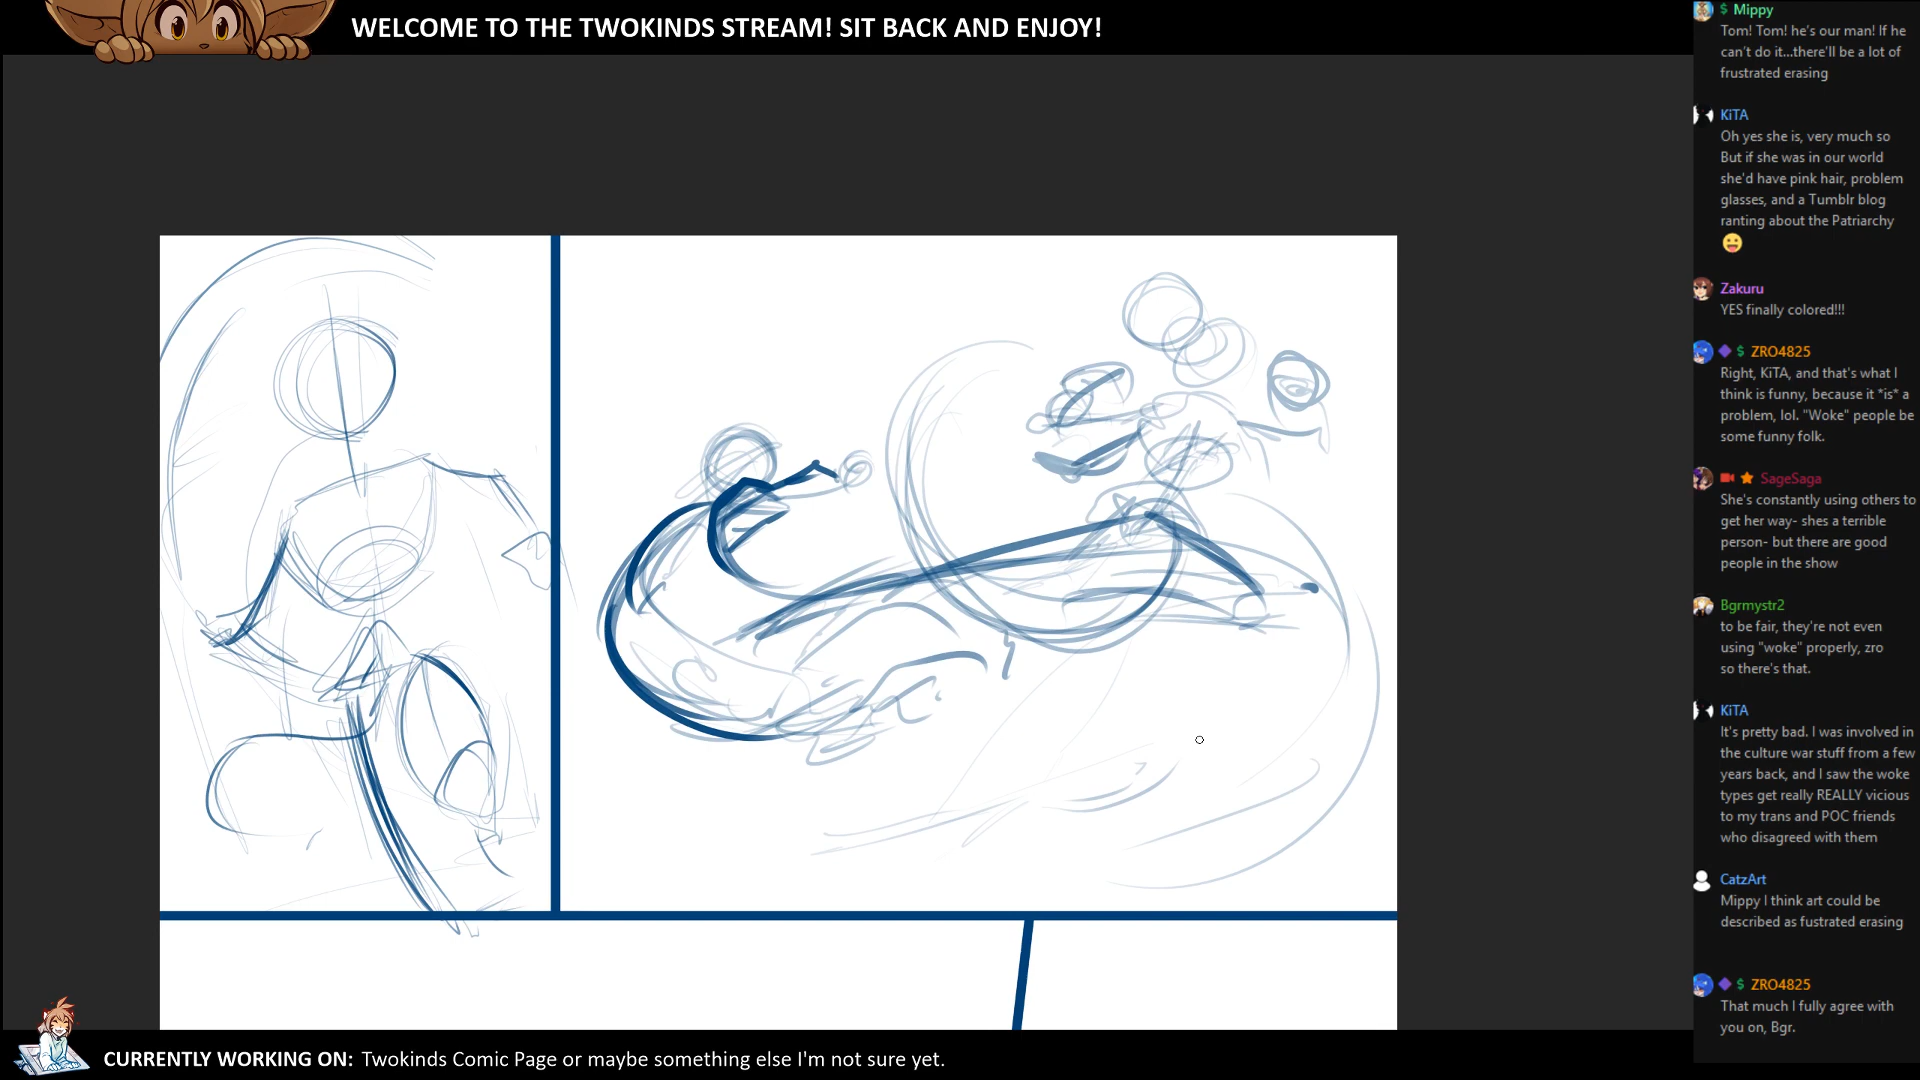 WELCOME TO THE TWOKINDS STREAM! SIT BACK AND ENJOY!
$ Mippy
Tom! Tom! he's our man! If he
can't do it...there'll be a lot of
frustrated erasing
KiTA
Oh yes she is, very much so
But if she was in our world
she'd have pink hair, problem
glasses, and a Tumblr blog
ranting about the Patriarchy
Zakuru
YES finally colored!!!
$ ZRO4825
Right, KiTA, and that's what I
think is funny, because it *is* a
problem, lol. "Woke" people be
some funny folk.
SageSaga
She's constantly using others to
get her way- shes a terrible
person- but there are good
people in the show
Bgrmystr2
to be fair, they're not even
using "woke" properly, zro
so there's that.
KiTA
It's pretty bad. I was involved in
the culture war stuff from a few
years back, and I saw the woke
types get really REALLY vicious
to my trans and POC friends
who disagreed with them
CatzArt
Mippy I think art could be
described as fustrated erasing
$ ZRO4825
That much I fully agree with
you on, Bgr.
CURRENTLY WORKING ON: Twokinds Comic Page or maybe something else I'm not sure yet.